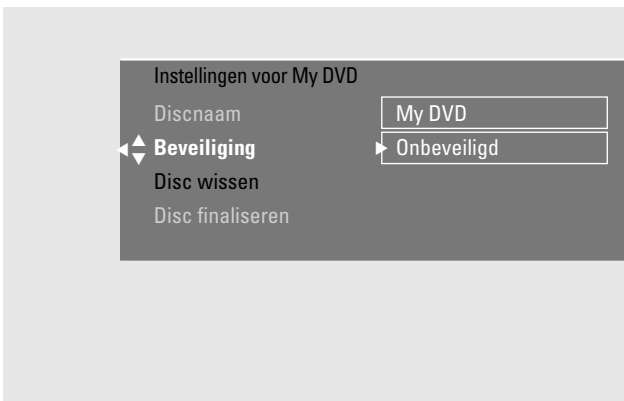 Instellingen voor My DVD
Discnaam My DVD
Beveiliging Onbeveiligd
Disc wissen
Disc finaliseren